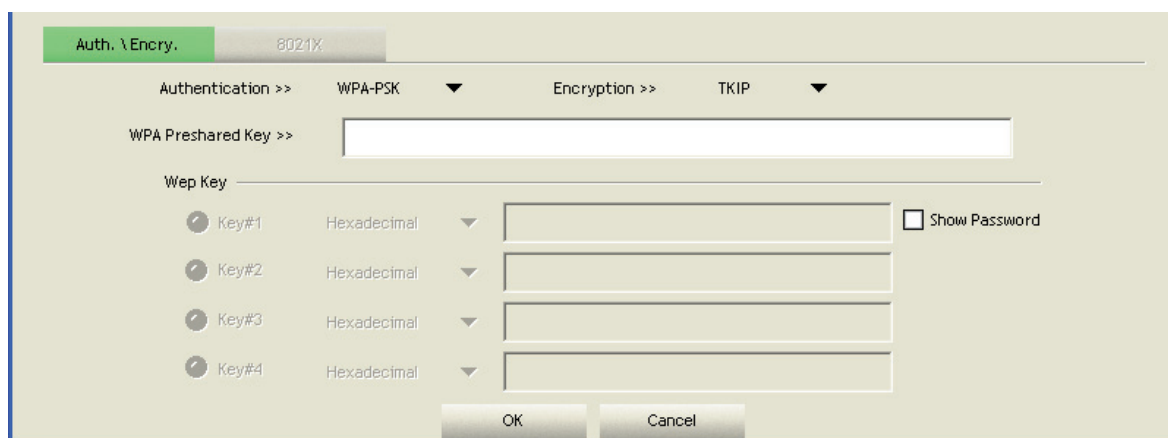 Auth. \ Encry. 8021X
Authentication >> WPA-PSK Encryption >> TKIP
WPA Preshared Key >>
Wep Key
Key#1 Hexadecimal Show Password
Key#2 Hexadecimal
Key#3 Hexadecimal
Key#4 Hexadecimal
OK Cancel